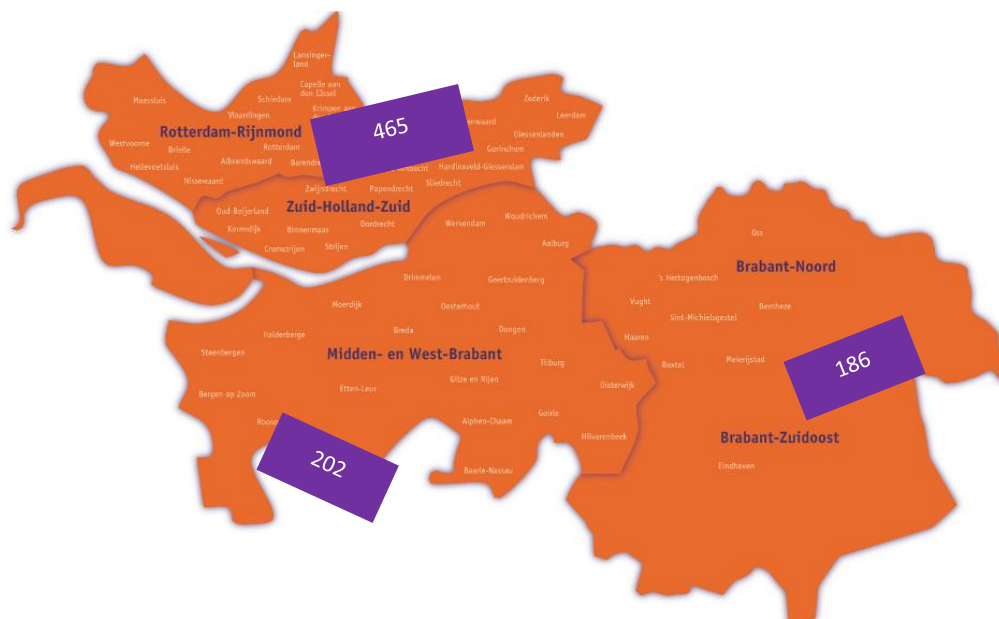 Lansinger-
land
Capelle aan
den IJssel
Maassluis
Schiedam
Zederik
Vlaardingen
Leerdam
465
Rotterdam-Rijnmond
Giessenlanden
Westvoorne
Brielle
Rotterdam
Gorinchem
Albrandswaard
Hellevoetsluis
Hardinxveld-Giessendam
Nissewaard
Zwijndrecht
Papendrecht
Sliedrecht
Zuid-Holland-Zuid
Oud-Beijerland
Korendijk
Binnenmaas
Dordrecht
Werkendam
Woudrichem
Cromstrijen
Strijen
Aalburg
Oss
Brabant-Noord
Drimmelen
Geertruidenberg
's Hertogenbosch
Moerdijk
Oosterhout
Vught
Bernheze
Sint-Michielsgestel
Halderberge
Breda
Dongen
Haaren
Steenbergen
Midden- en West-Brabant
Tilburg
Boxtel
Meierijstad
186
Bergen op Zoom
Etten-Leur
Gilze en Rijen
Oisterwijk
Alphen-Chaam
Goirle
Hilvarenbeek
Brabant-Zuidoost
202
Baarle-Nassau
Eindhoven